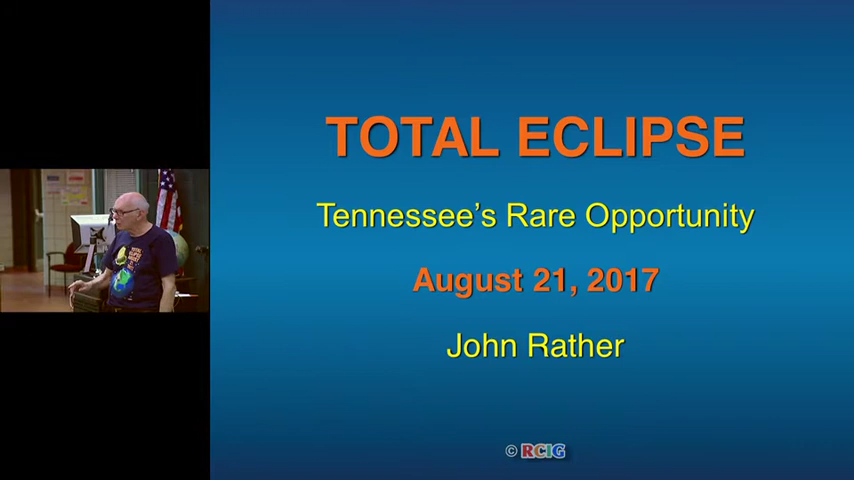 TOTAL ECLIPSE
Tennessee's Rare Opportunity
August 21, 2017
John Rather
© RCIG